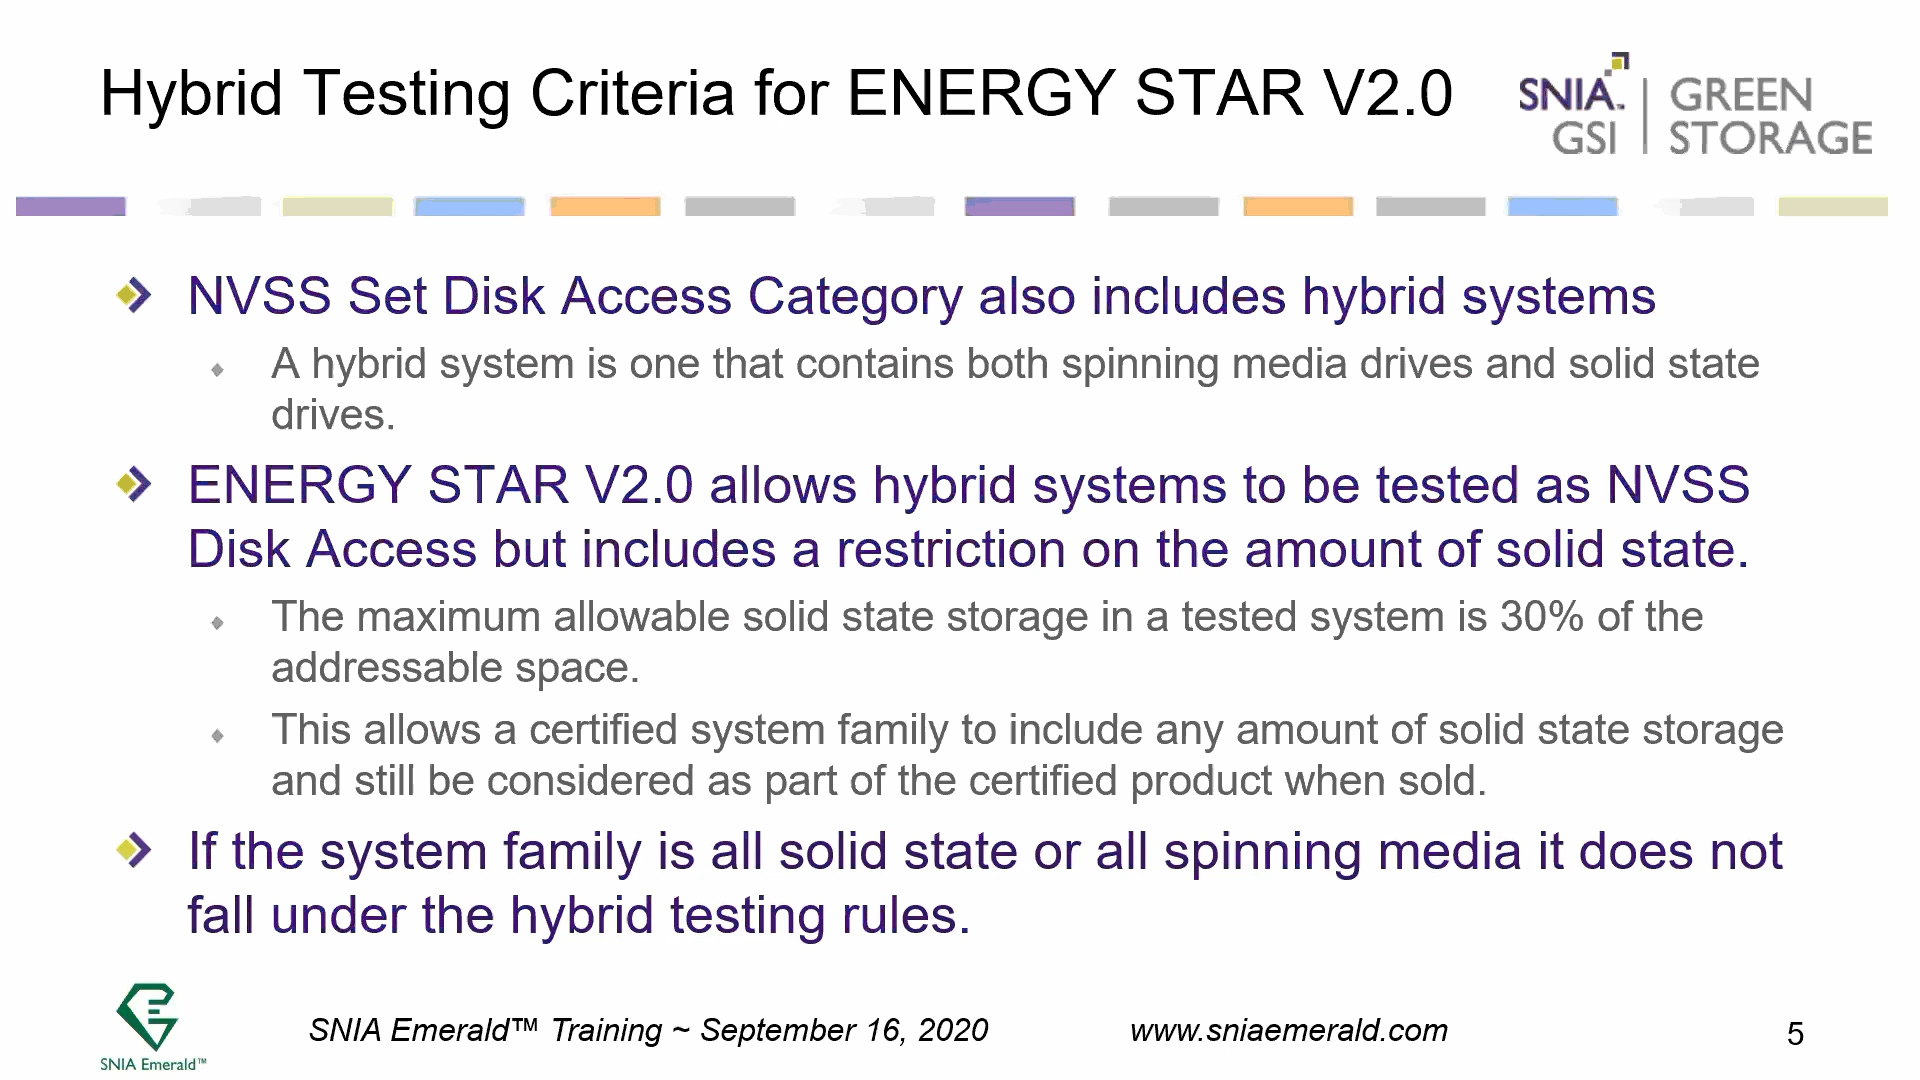 Hybrid Testing Criteria for ENERGY STAR V2.0
SNIA™ GREEN
GSI STORAGE
NVSS Set Disk Access Category also includes hybrid systems
A hybrid system is one that contains both spinning media drives and solid state
drives.
ENERGY STAR V2.0 allows hybrid systems to be tested as NVSS
Disk Access but includes a restriction on the amount of solid state.
The maximum allowable solid state storage in a tested system is 30% of the
addressable space.
This allows a certified system family to include any amount of solid state storage
and still be considered as part of the certified product when sold.
If the system family is all solid state or all spinning media it does not
fall under the hybrid testing rules.
SNIA Emerald™
SNIA Emerald™ Training ~ September 16, 2020 www.sniaemerald.com 5